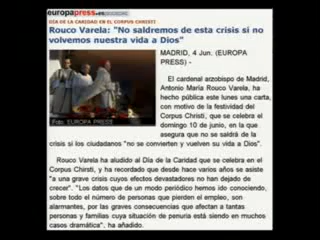 europapress.es
DÍA DE LA CARIDAD EN EL CORPUS CHRISTI
Rouco Varela: "No saldremos de esta crisis si no
volvemos nuestra vida a Dios"
MADRID, 4 Jun. (EUROPA
PRESS) -
El cardenal arzobispo de Madrid,
Antonio María Rouco Varela, ha
hecho pública este lunes una carta,
con motivo de la festividad del
Corpus Christi, que se celebra el
domingo 10 de junio, en la que
Foto: EUROPA PRESS
asegura que no se saldrá de la
crisis si los ciudadanos "no se convierten y vuelven su vida a Dios".
Rouco Varela ha aludido al Día de la Caridad que se celebra en el
Corpus Chirsti, y ha recordado que desde hace varios años se asiste
"a una grave crisis cuyos efectos devastadores no han dejado de
crecer". "Los datos que de un modo periódico hemos ido conociendo,
sobre todo el número de personas que pierden el empleo, son
alarmantes, por las graves consecuencias que afectan a tantas
personas y familias cuya situación de penuria está siendo en muchos
casos dramática", ha añadido.